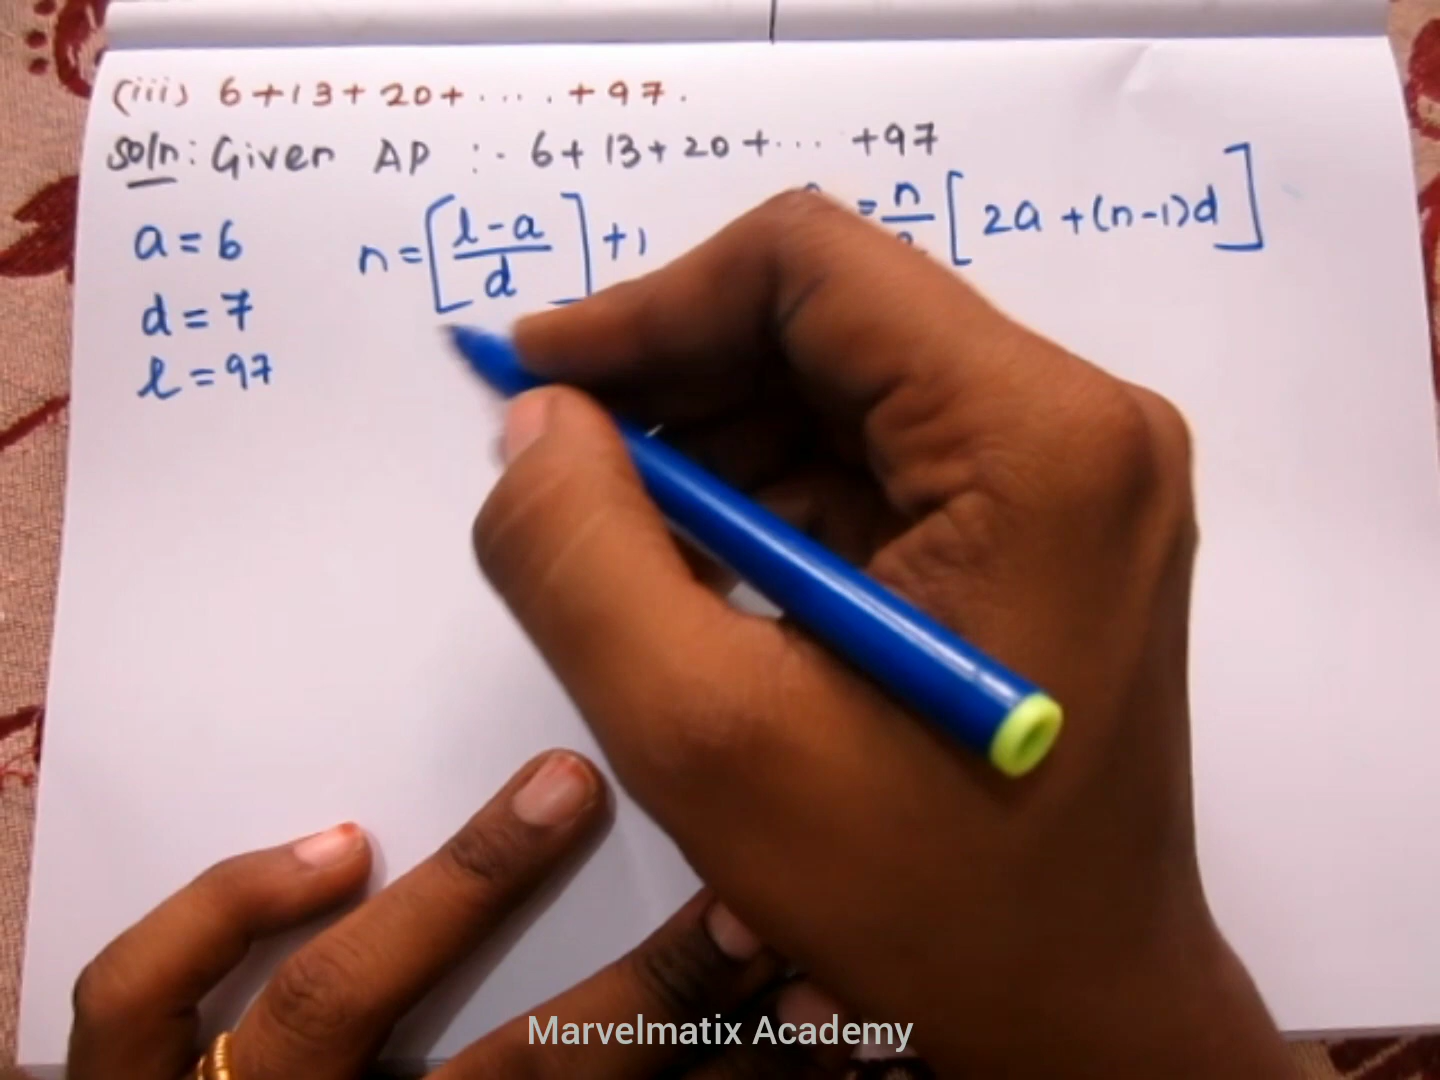 (iii) 6+13+20+.....+97.
Soln: Given AP :- 6+13+20+... +97
a=6
n=[l-a/d]+1
=n/2[2a+(n-1)d]
d=7
l=97
Marvelmatix Academy